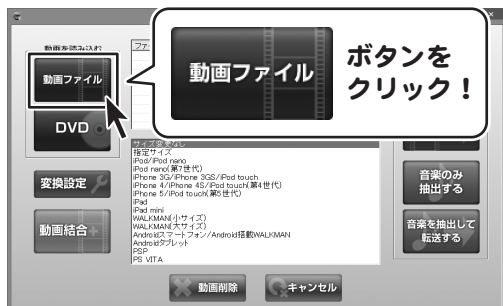 動画を読み込む
ファ
動画ファイル
動画ファイル
ボタンを
クリック！
DVD
サイズ変更なし
指定サイズ
iPod/iPod nano
iPod nano(第7世代)
iPhone 3G/iPhone 3GS/iPod touch
iPhone 4/iPhone 4S/iPod touch(第4世代)
iPhone 5/iPod touch(第5世代)
iPad
iPad mini
WALKMAN(小サイズ)
WALKMAN(大サイズ)
Androidスマートフォン/Android搭載WALKMAN
Androidタブレット
PSP
PS VITA
変換設定
動画結合
音楽のみ
抽出する
音楽を抽出して
転送する
動画削除
キャンセル